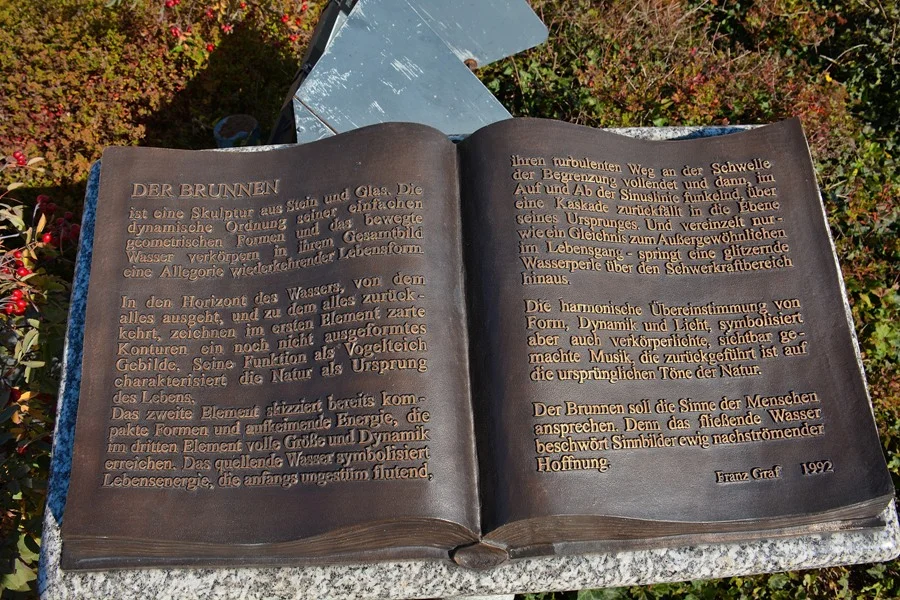 DER BRUNNEN
ist eine Skulptur aus Stein und Glas. Die
dynamische Ordnung seiner einfachen
geometrischen Formen und das bewegte
Wasser verkörpern in ihrem Gesamtbild
eine Allegorie wiederkehrender Lebensform.
In den Horizont des Wassers, von dem
alles ausgeht, und zu dem alles zurück-
kehrt, zeichnen im ersten Element zarte
Konturen ein noch nicht ausgeformtes
Gebilde. Seine Funktion als Vogelteich
charakterisiert die Natur als Ursprung
des Lebens.
Das zweite Element skizziert bereits kom-
pakte Formen und aufkeimende Energie, die
im dritten Element volle Größe und Dynamik
erreichen. Das quellende Wasser symbolisiert
Lebensenergie, die anfangs ungestüm flutend,
ihren turbulenten Weg an der Schwelle
der Begrenzung vollendet und dann, im
Auf und Ab der Sinuslinie funkelnd, über
eine Kaskade zurückfällt in die Ebene
seines Ursprunges. Und vereinzelt nur-
wie ein Gleichnis zum Außergewöhnlichen
im Lebensgang - springt eine glitzernde
Wasserperle über den Schwerkraftbereich
hinaus.
Die harmonische Übereinstimmung von
Form, Dynamik und Licht, symbolisiert
aber auch verkörperlichte, sichtbar ge-
machte Musik, die zurückgeführt ist auf
die ursprünglichen Töne der Natur.
Der Brunnen soll die Sinne der Menschen
ansprechen. Denn das fließende Wasser
beschwört Sinnbilder ewig nachströmender
Hoffnung.
Franz Graf 1992